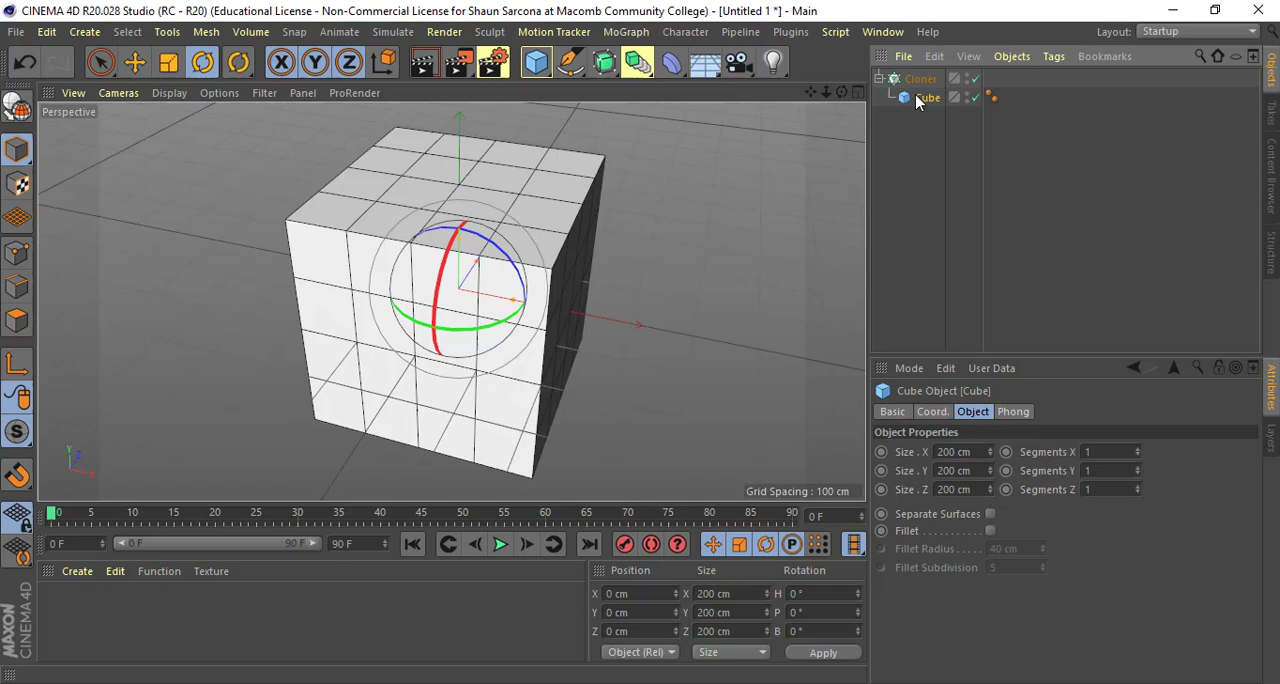 CINEMA 4D R20.028 Studio (RC - R20) (Educational License - Non-Commercial License for Shaun Sarcona at Macomb Community College) - [Untitled 1 *] - Main
File Edit Create Select Tools Mesh Volume Snap Animate Simulate Render Sculpt Motion Tracker MoGraph Character Pipeline Plugins Script Window Help Layout: Startup
File Edit View Objects Tags Bookmarks
View Cameras Display Options Filter Panel ProRender
Perspective
Cloner
Cube
Objects
Takes
Content Browser
Structure
Attributes
Layers
Mode Edit User Data
Cube Object [Cube]
Basic Coord. Object Phong
Object Properties
Size . X 200 cm Segments X 1
Size . Y 200 cm Segments Y 1
Size . Z 200 cm Segments Z 1
Separate Surfaces
Fillet . . . . . . . . . . .
Fillet Radius . . . . 40 cm
Fillet Subdivision 5
Y Z X
Grid Spacing : 100 cm
0 5 10 15 20 25 30 35 40 45 50 55 60 65 70 75 80 85 90 0 F
0 F 0 F 90 F 90 F
Create Edit Function Texture
Position Size Rotation
X 0 cm X 200 cm H 0 °
Y 0 cm Y 200 cm P 0 °
Z 0 cm Z 200 cm B 0 °
Object (Rel) Size Apply
MAXON
CINEMA 4D